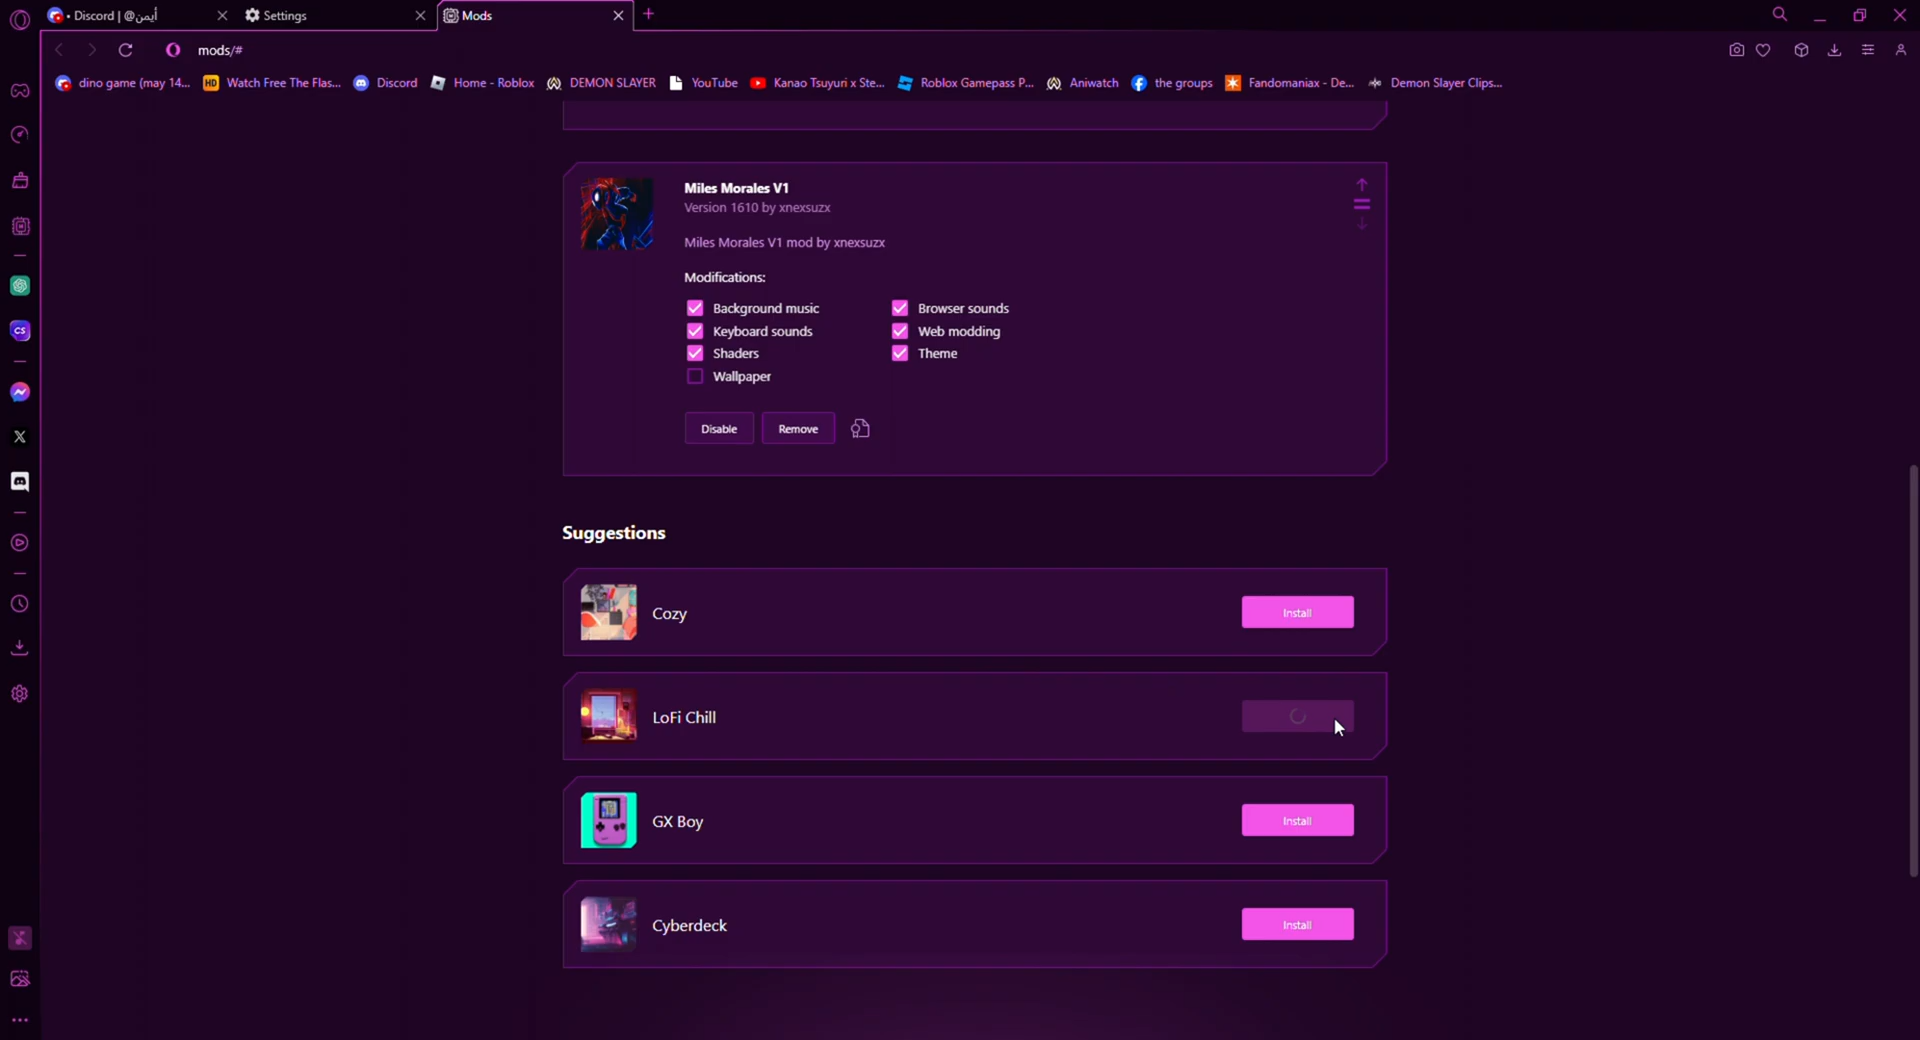 Discord | @أيمن
Settings
Mods
mods/#
dino game (may 14...
Watch Free The Flas...
Discord
Home - Roblox
DEMON SLAYER
YouTube
Kanao Tsuyuri x Ste...
Roblox Gamepass P...
Aniwatch
the groups
Fandomaniax - De...
Demon Slayer Clips...
Miles Morales V1
Version 1610 by xnexsuzx
Miles Morales V1 mod by xnexsuzx
Modifications:
Background music
Browser sounds
Keyboard sounds
Web modding
Shaders
Theme
Wallpaper
Disable
Remove
Suggestions
Cozy
Install
LoFi Chill
GX Boy
Install
Cyberdeck
Install
HD
CS